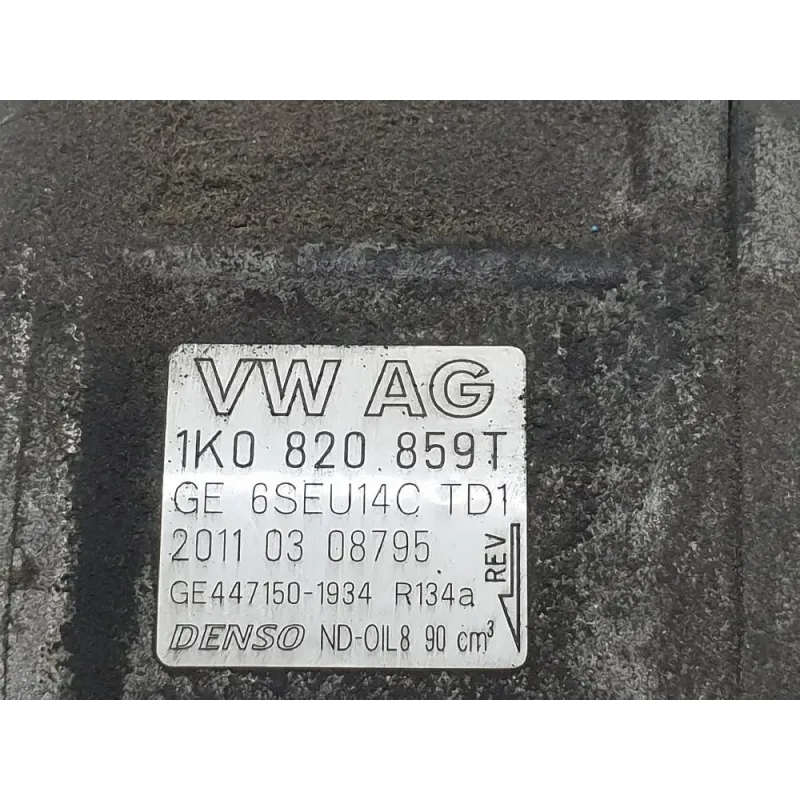 VW AG
1K0 820 859T
GE 6SEU14C TD1
2011 03 08795
GE447150-1934 R134a
DENSO ND-OIL8 90 cm³
REV